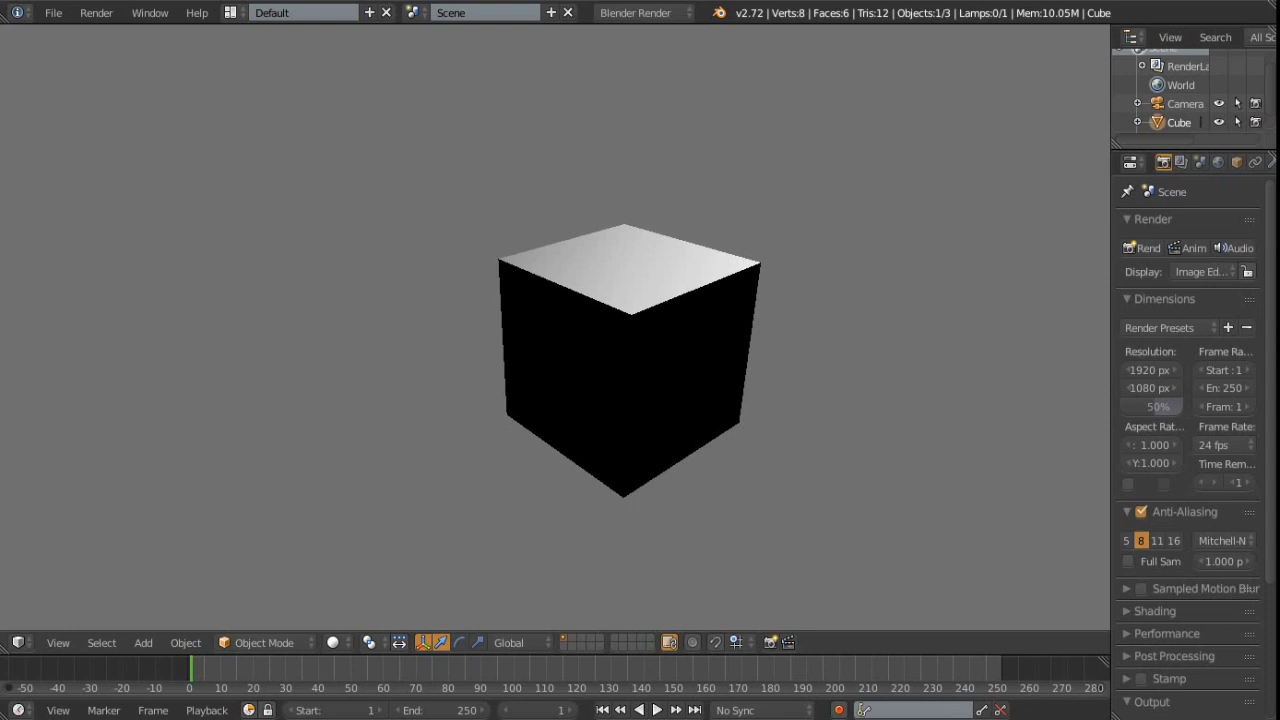 File Render Window Help Default Scene Blender Render v2.72 | Verts:8 | Faces:6 | Tris:12 | Objects:1/3 | Lamps:0/1 | Mem:10.05M | Cube
View Search All Sc
RenderLa
World
Camera
Cube
Scene
Render
Rend Anim Audio
Display: Image Ed...
Dimensions
Render Presets
Resolution: Frame Ra...
1920 px Start :1
1080 px En: 250
50% Fram: 1
Aspect Rat... Frame Rate:
: 1.000 24 fps
Y:1.000 Time Rem...
1
Anti-Aliasing
5 8 11 16 Mitchell-N
Full Sam 1.000 p
Sampled Motion Blur
Shading
Performance
Post Processing
Stamp
Output
View Select Add Object Object Mode Global
-50 -40 -30 -20 -10 0 10 20 30 40 50 60 70 80 90 100 110 120 130 140 150 160 170 180 190 200 210 220 230 240 250 260 270 280
View Marker Frame Playback Start: 1 End: 250 1 No Sync